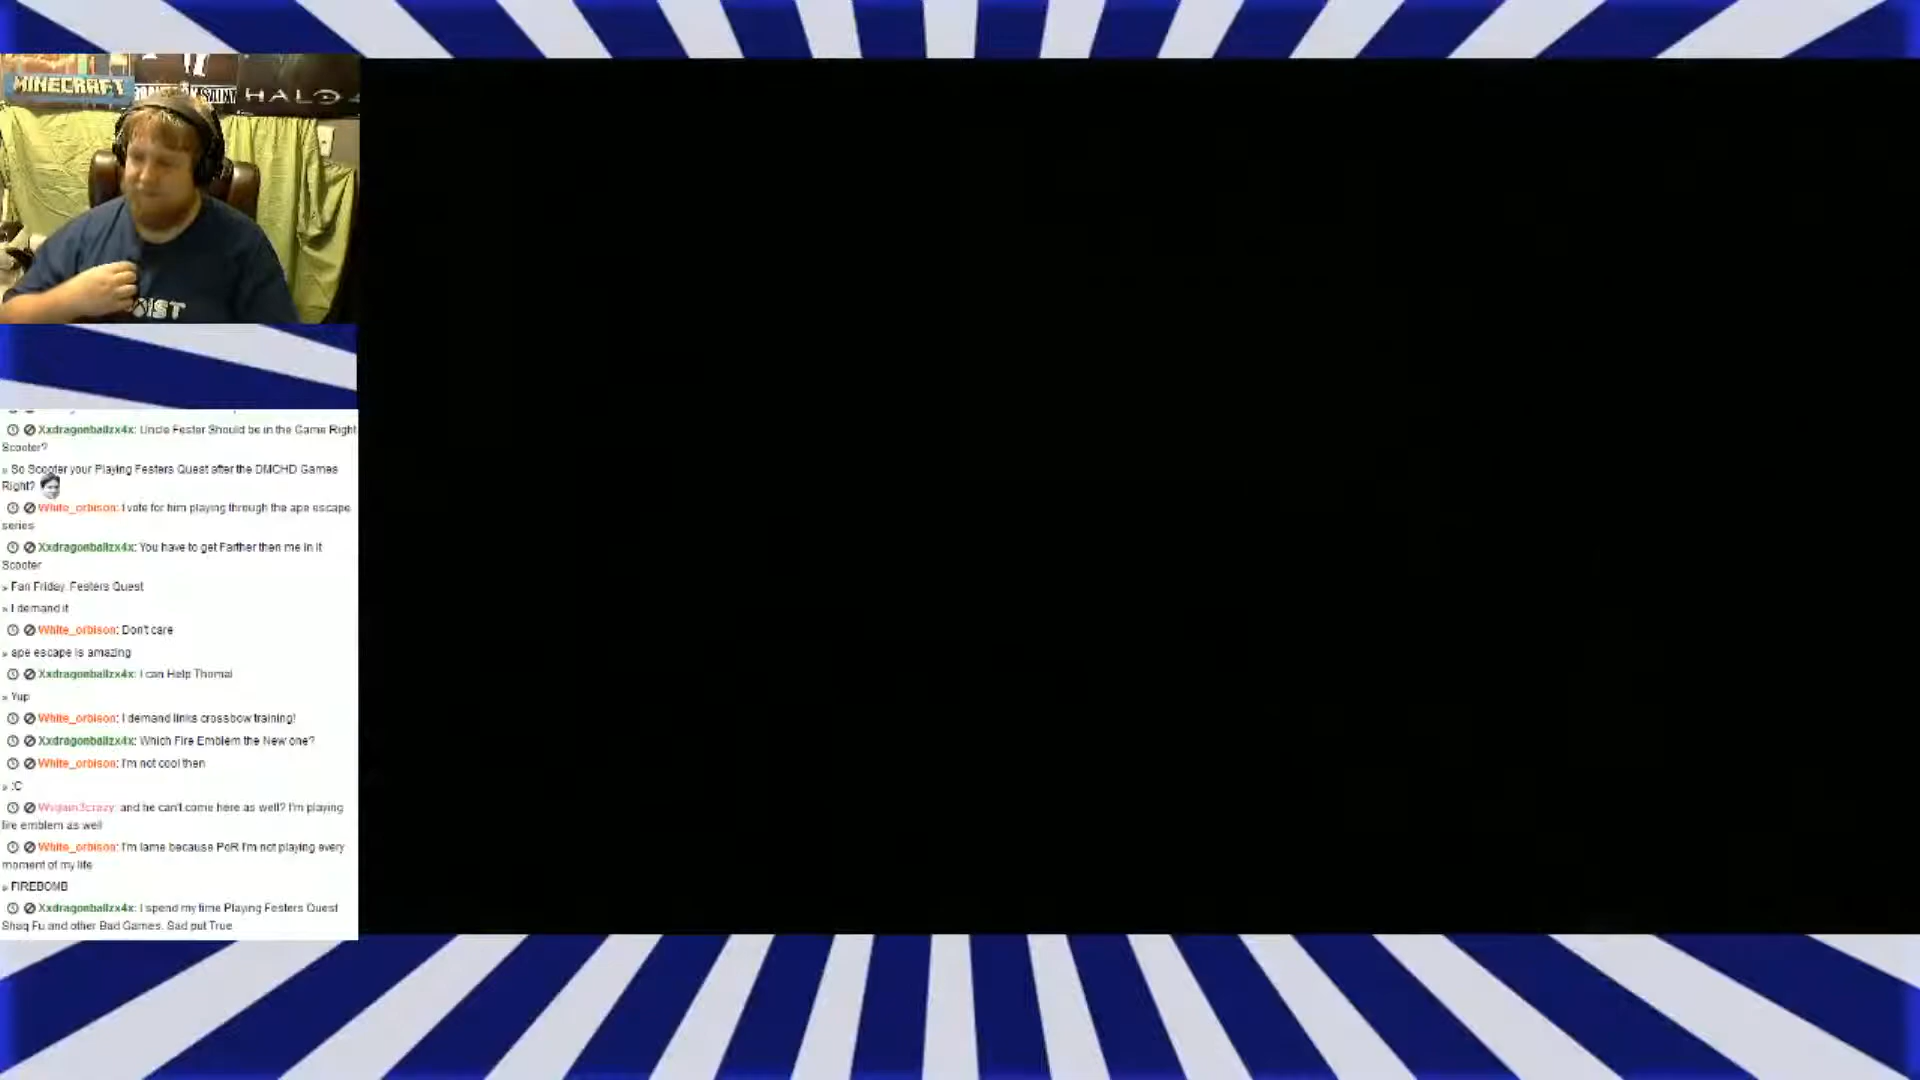 MINECRAFT
SAINT
HALO 4
IST
Xxdragonballzx4x: Uncle Fester Should be in the Game Right
Scooter?
» So Scooter your Playing Festers Quest after the DMCHD Games
Right?
White_orbison: I vote for him playing through the ape escape
series
Xxdragonballzx4x: You have to get Farther then me in it
Scooter
» Fan Friday. Festers Quest
» I demand it
White_orbison: Don't care
» ape escape is amazing
Xxdragonballzx4x: I can Help Thomai
» Yup
White_orbison: I demand links crossbow training!
Xxdragonballzx4x: Which Fire Emblem the New one?
White_orbison: I'm not cool then
» :C
and he can't come here as well? I'm playing
fire emblem as well
White_orbison: I'm lame because PoR I'm not playing every
moment of my life
» FIREBOMB
Xxdragonballzx4x: I spend my time Playing Festers Quest
Shaq Fu and other Bad Games. Sad put True